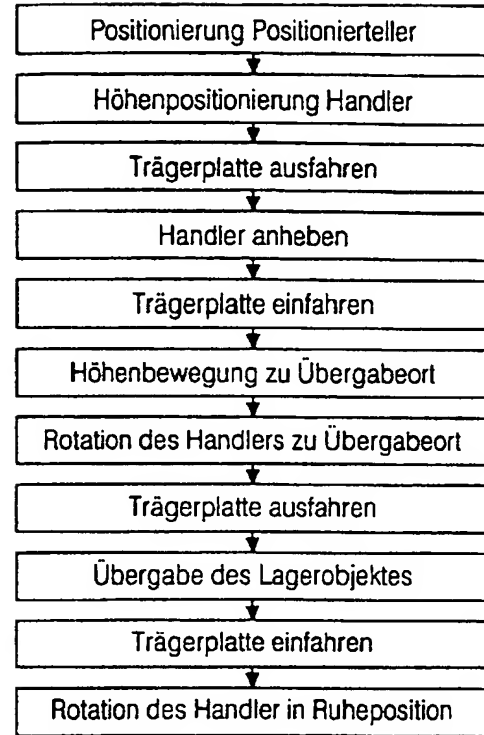 Positionierung Positionierteller
Höhenpositionierung Handler
Trägerplatte ausfahren
Handler anheben
Trägerplatte einfahren
Höhenbewegung zu Übergabeort
Rotation des Handlers zu Übergabeort
Trägerplatte ausfahren
Übergabe des Lagerobjektes
Trägerplatte einfahren
Rotation des Handler in Ruheposition